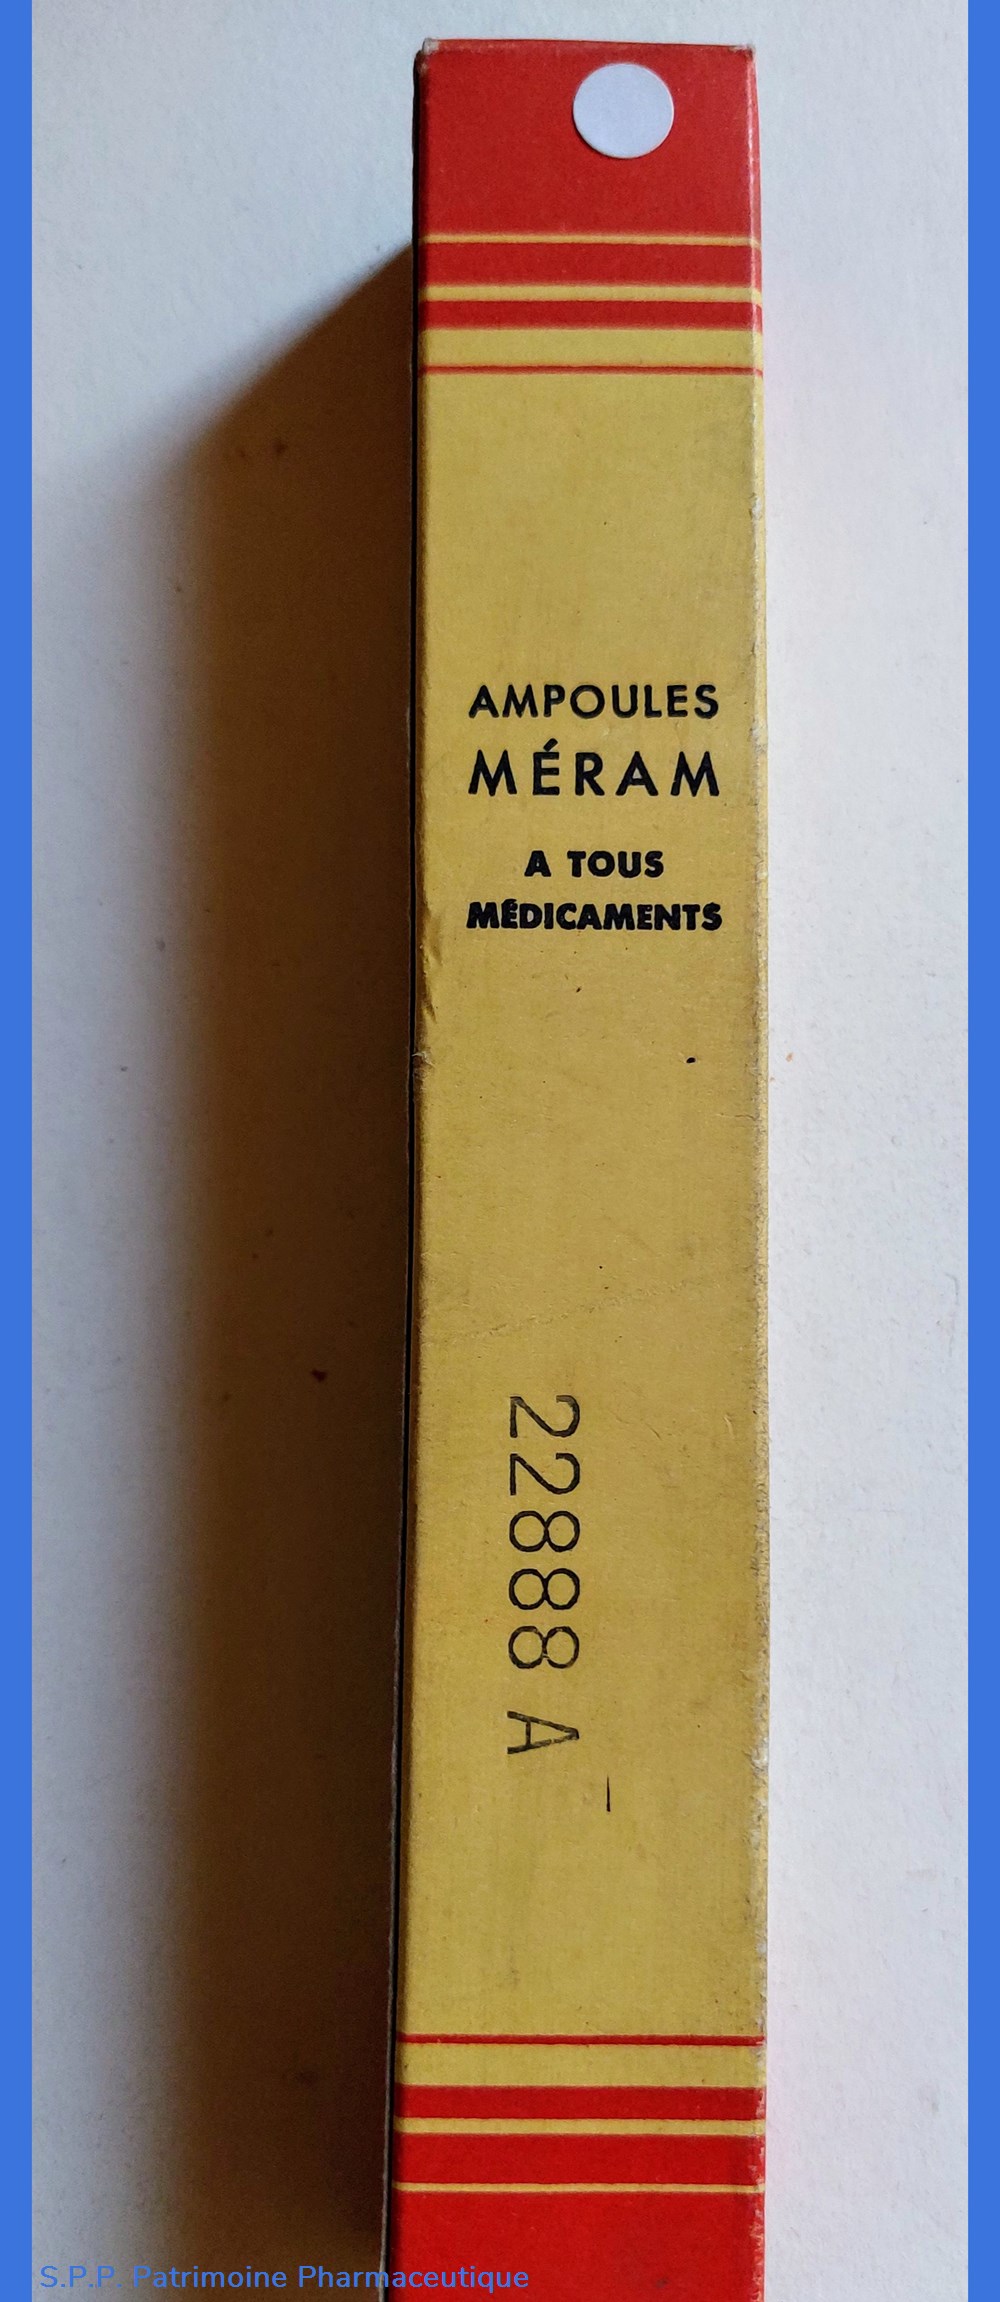 AMPOULES
MÉRAM
A TOUS
MÉDICAMENTS
22888 A
S.P.P. Patrimoine Pharmaceutique